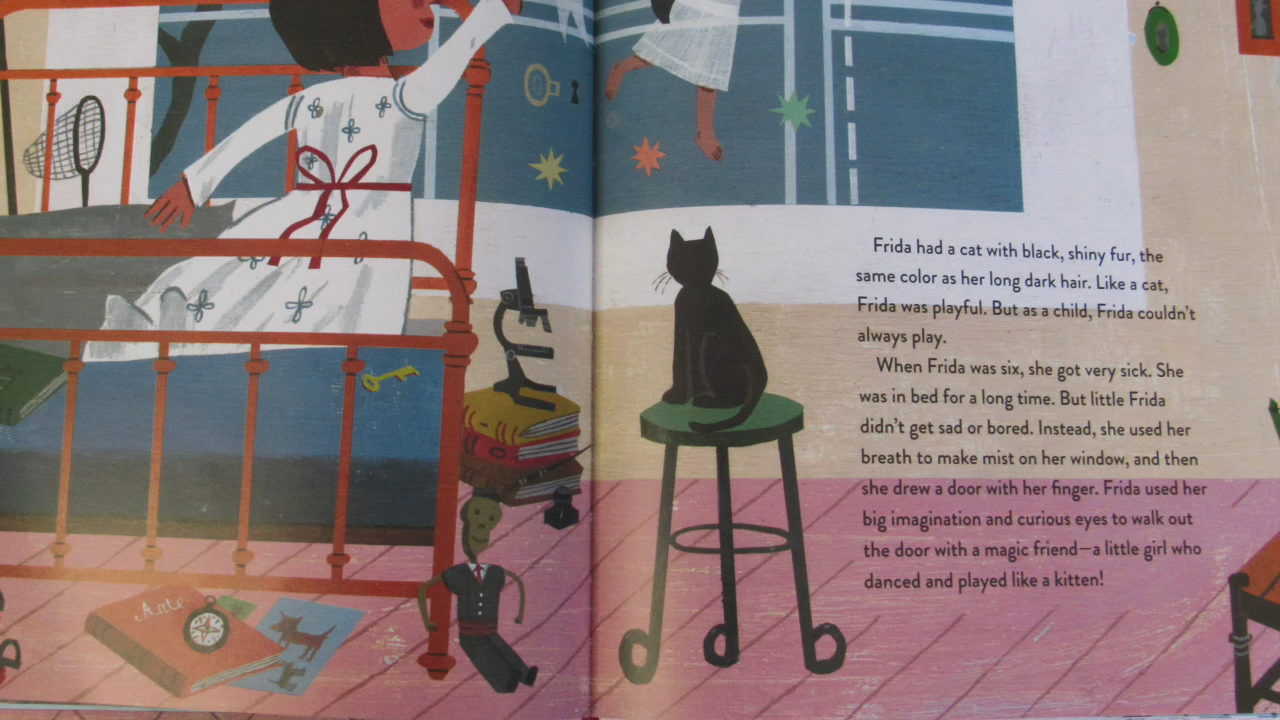 Frida had a cat with black, shiny fur, the
same color as her long dark hair. Like a cat,
Frida was playful. But as a child, Frida couldn't
always play.
When Frida was six, she got very sick. She
was in bed for a long time. But little Frida
didn't get sad or bored. Instead, she used her
breath to make mist on her window, and then
she drew a door with her finger. Frida used her
big imagination and curious eyes to walk out
the door with a magic friend—a little girl who
danced and played like a kitten!
Arte